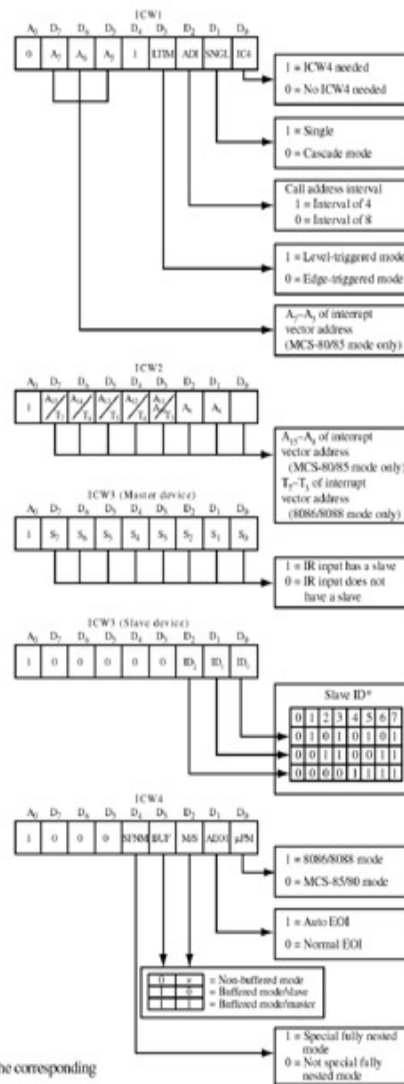 ICW1
A0 D7 D6 D5 D4 D3 D2 D1 D0
0 A7 A6 A5 1 LTIM ADI SNGL IC4
1 = ICW4 needed
0 = No ICW4 needed
1 = Single
0 = Cascade mode
Call address interval
1 = Interval of 4
0 = Interval of 8
1 = Level-triggered mode
0 = Edge-triggered mode
A7–A5 of interrupt
vector address
(MCS-80/85 mode only)
ICW2
A0 D7 D6 D5 D4 D3 D2 D1 D0
1 A15/T7 A14/T6 A13/T5 A12/T4 A11/T3 A9 A8
A15–A8 of interrupt
vector address
(MCS-80/85 mode only)
T7–T3 of interrupt
vector address
(8086/8088 mode only)
ICW3 (Master device)
A0 D7 D6 D5 D4 D3 D2 D1 D0
1 S7 S6 S5 S4 S3 S2 S1 S0
1 = IR input has a slave
0 = IR input does not
have a slave
ICW3 (Slave device)
A0 D7 D6 D5 D4 D3 D2 D1 D0
1 0 0 0 0 0 ID2 ID1 ID0
Slave ID*
0 1 2 3 4 5 6 7
0 1 0 1 0 1 0 1
0 0 1 1 0 0 1 1
0 0 0 0 1 1 1 1
ICW4
A0 D7 D6 D5 D4 D3 D2 D1 D0
1 0 0 0 SFNM BUF M/S AEOI µPM
1 = 8086/8088 mode
0 = MCS-85/80 mode
1 = Auto EOI
0 = Normal EOI
0 × = Non-buffered mode
1 0 = Buffered mode/slave
1 1 = Buffered mode/master
1 = Special fully nested
mode
0 = Not special fully
nested mode
he corresponding